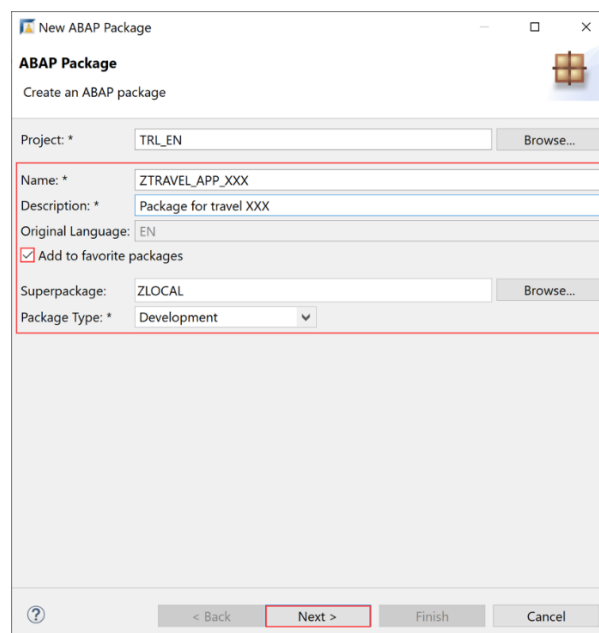 New ABAP Package
ABAP Package
Create an ABAP package
Project: * TRL_EN Browse...
Name: * ZTRAVEL_APP_XXX
Description: * Package for travel XXX
Original Language: EN
Add to favorite packages
Superpackage: ZLOCAL Browse...
Package Type: * Development
? < Back Next > Finish Cancel